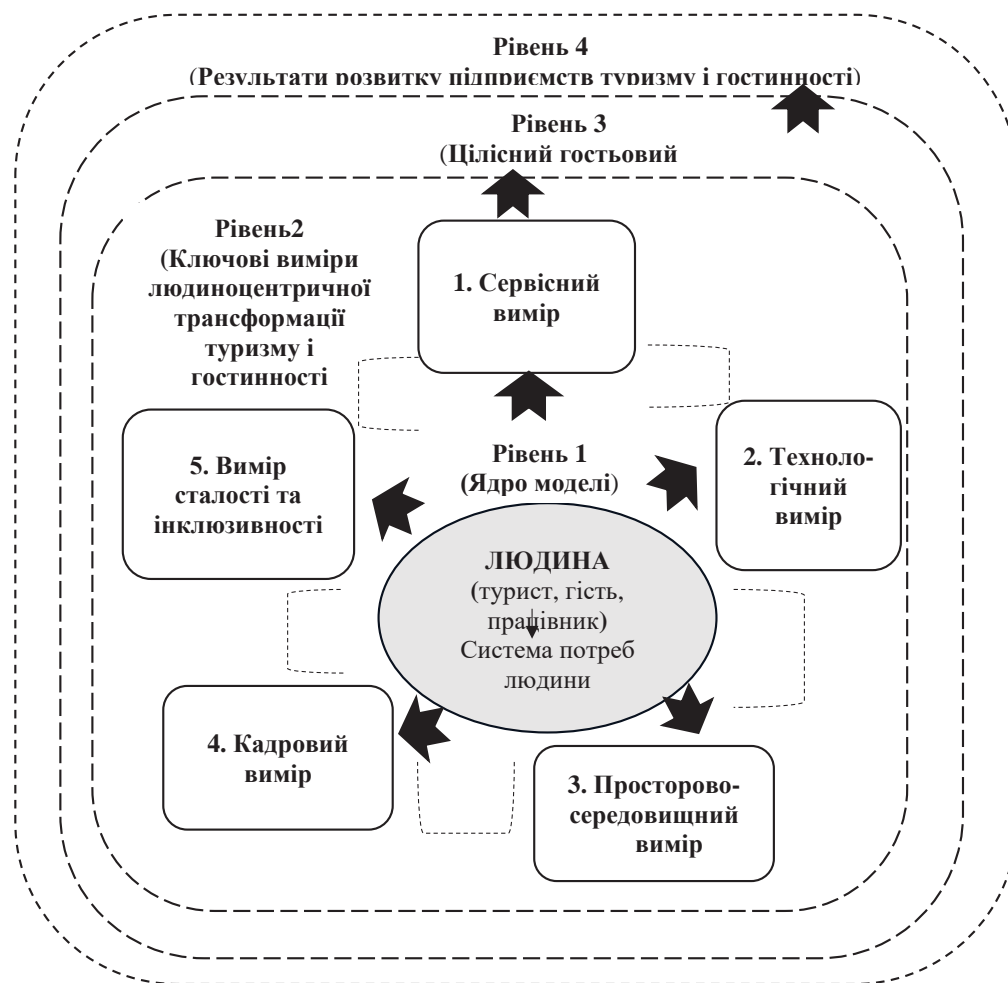 Рівень 4
(Результати розвитку підприємств туризму і гостинності)
Рівень 3
(Цілісний гостьовий
Рівень2
(Ключові виміри
людиноцентричної
трансформації
туризму і
гостинності
1. Сервісний
вимір
5. Вимір
сталості та
інклюзивності
Рівень 1
(Ядро моделі)
2. Техноло-
гічний
вимір
ЛЮДИНА
(турист, гість,
працівник)
Система потреб
людини
4. Кадровий
вимір
3. Просторово-
середовищний
вимір